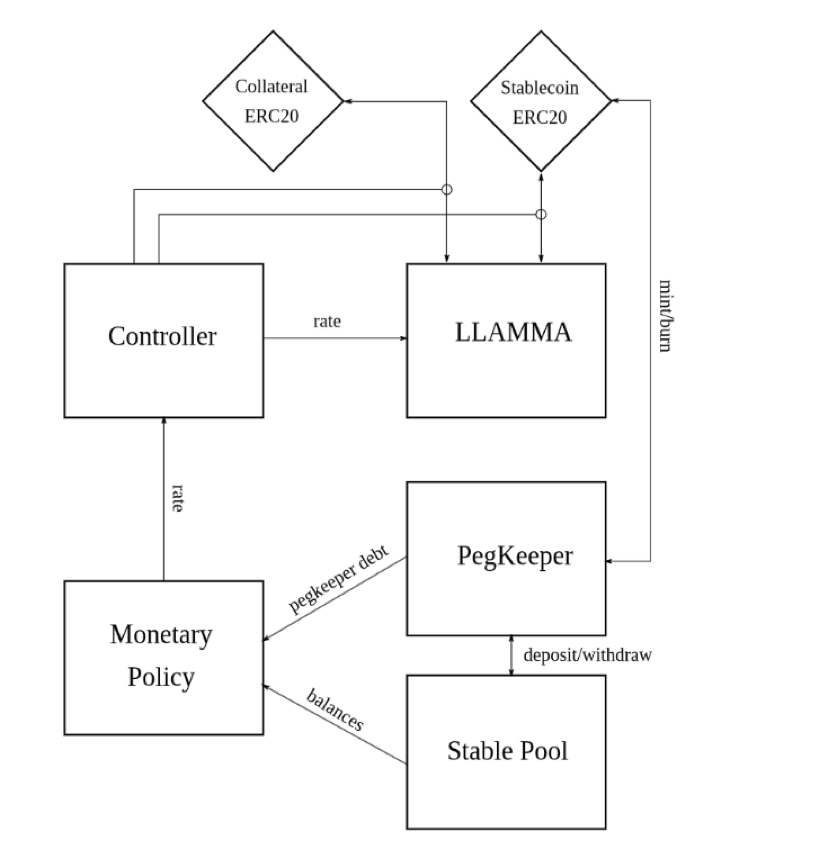 Collateral
ERC20
Stablecoin
ERC20
Controller
rate
LLAMMA
mint/burn
rate
pegkeeper debt
PegKeeper
Monetary
Policy
deposit/withdraw
balances
Stable Pool